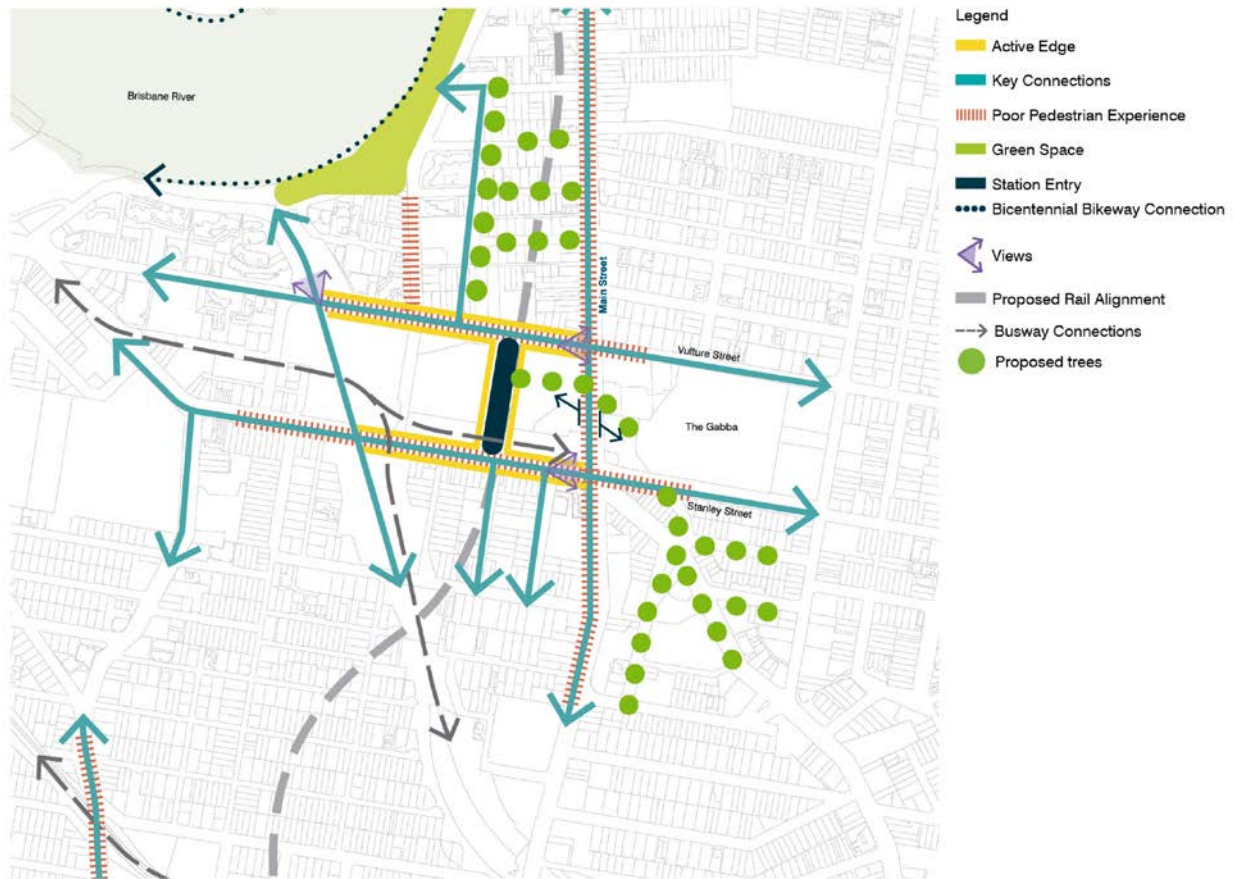 Legend
Active Edge
Key Connections
Poor Pedestrian Experience
Green Space
Station Entry
Bicentennial Bikeway Connection
Views
Proposed Rail Alignment
Busway Connections
Proposed trees
Brisbane River
Main Street
Vulture Street
The Gabba
Stanley Street